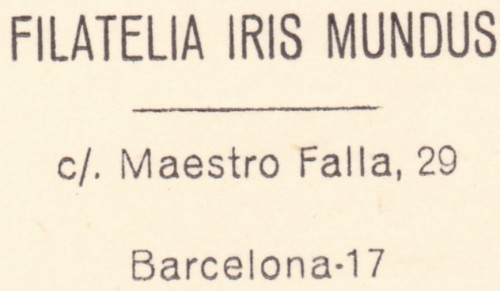 FILATELIA IRIS MUNDUS
c/. Maestro Falla, 29
Barcelona-17